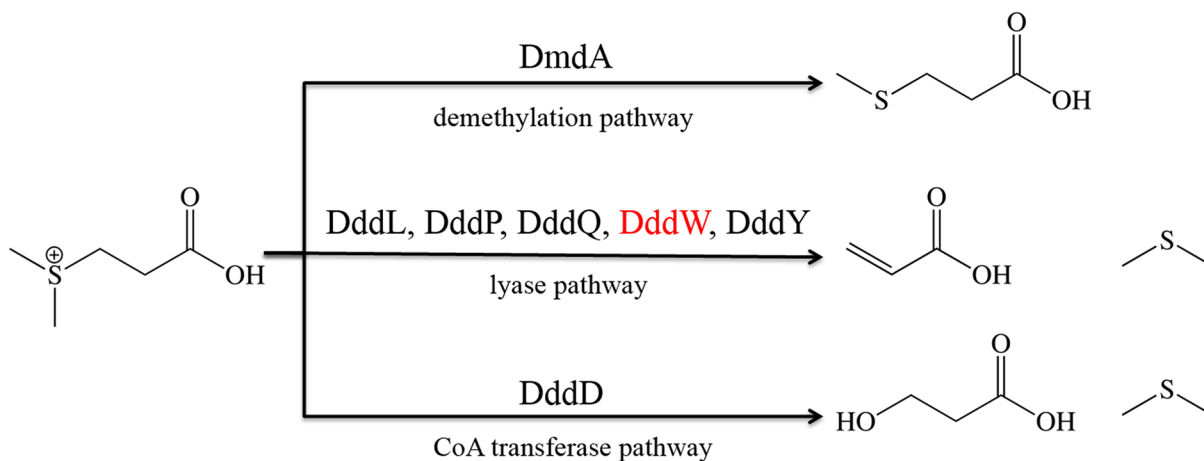 DmdA
demethylation pathway
O
S
OH
DddL, DddP, DddQ, DddW, DddY
lyase pathway
O
S
+
OH
O
OH
S
DddD
CoA transferase pathway
O
HO
OH
S